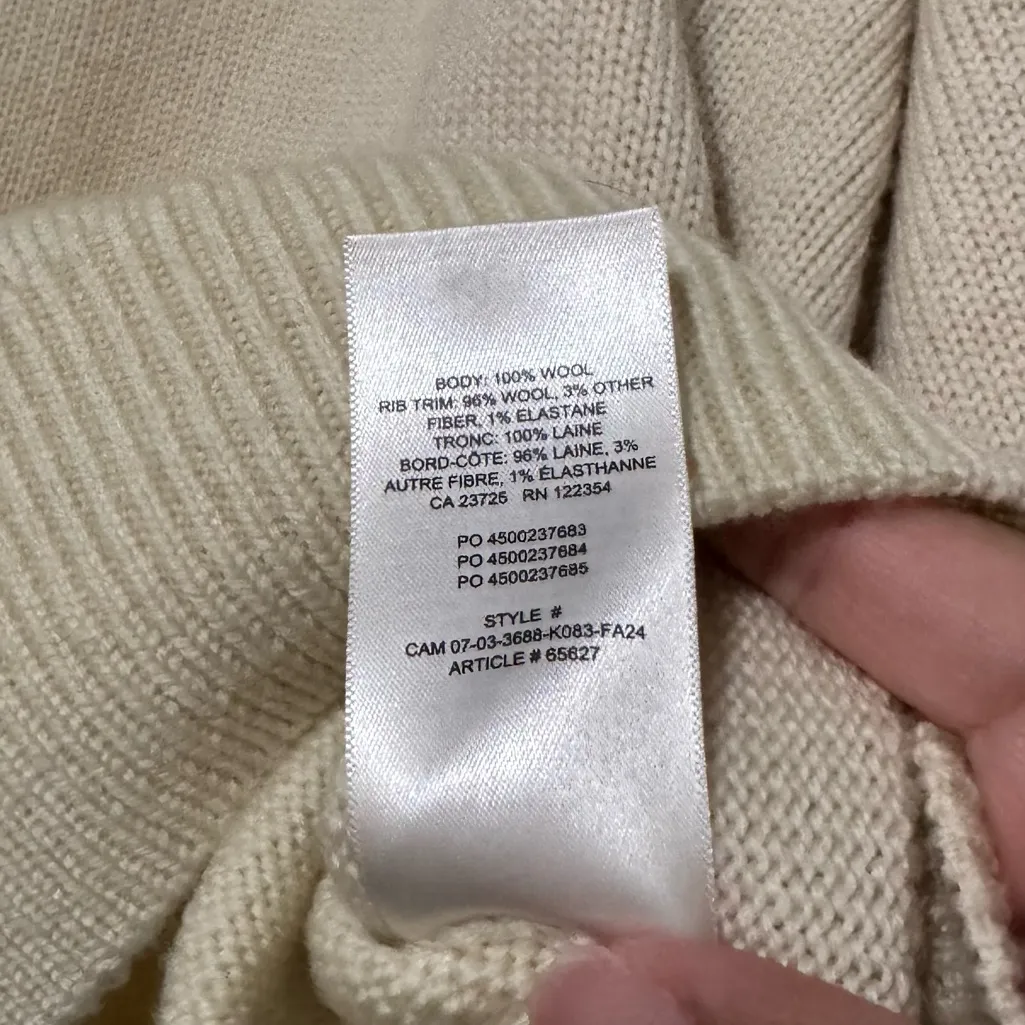 BODY: 100% WOOL
RIB TRIM: 96% WOOL, 3% OTHER
FIBER, 1% ELASTANE
TRONC: 100% LAINE
BORD-CÔTE: 96% LAINE, 3%
AUTRE FIBRE, 1% ÉLASTHANNE
CA 23725 RN 122354
PO 4500237683
PO 4500237684
PO 4500237685
STYLE #
CAM 07-03-3688-K083-FA24
ARTICLE # 65627